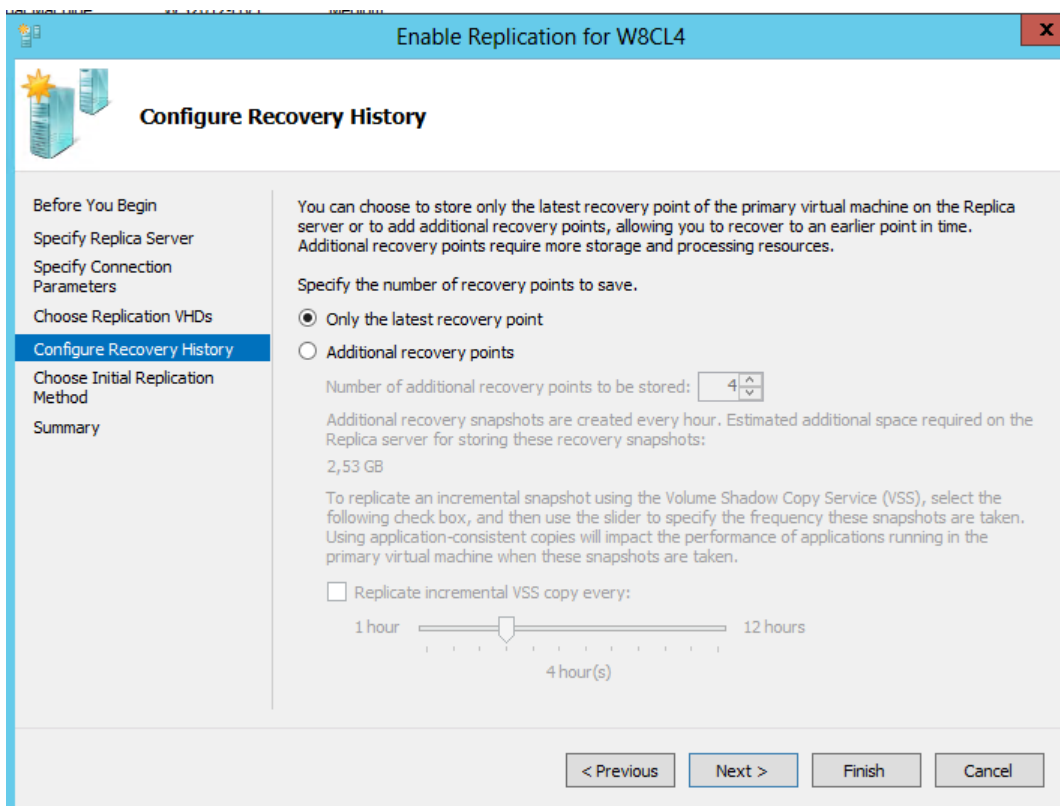 Enable Replication for W8CL4
x
Configure Recovery History
Before You Begin
Specify Replica Server
Specify Connection
Parameters
Choose Replication VHDs
Configure Recovery History
Choose Initial Replication
Method
Summary
You can choose to store only the latest recovery point of the primary virtual machine on the Replica
server or to add additional recovery points, allowing you to recover to an earlier point in time.
Additional recovery points require more storage and processing resources.
Specify the number of recovery points to save.
Only the latest recovery point
Additional recovery points
Number of additional recovery points to be stored: 4
Additional recovery snapshots are created every hour. Estimated additional space required on the
Replica server for storing these recovery snapshots:
2,53 GB
To replicate an incremental snapshot using the Volume Shadow Copy Service (VSS), select the
following check box, and then use the slider to specify the frequency these snapshots are taken.
Using application-consistent copies will impact the performance of applications running in the
primary virtual machine when these snapshots are taken.
Replicate incremental VSS copy every:
1 hour 12 hours
4 hour(s)
< Previous Next > Finish Cancel